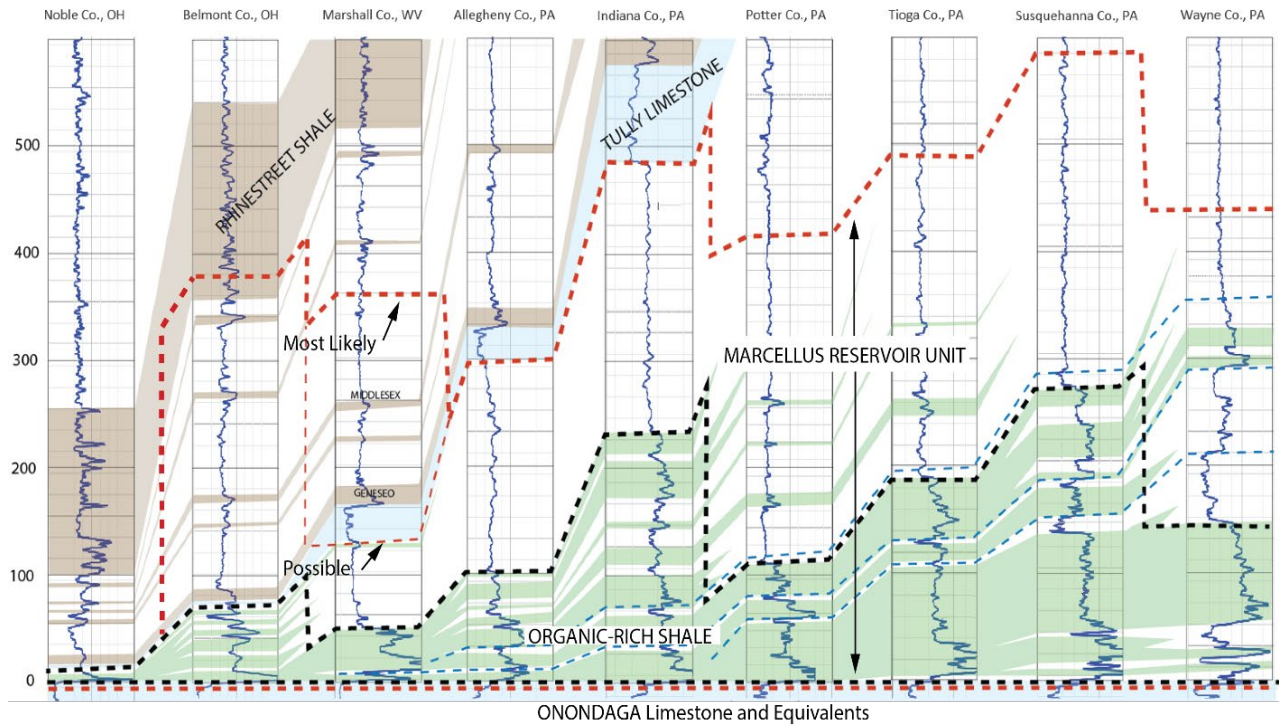 Noble Co., OH
Belmont Co., OH
Marshall Co., WV
Allegheny Co., PA
Indiana Co., PA
Potter Co., PA
Tioga Co., PA
Susquehanna Co., PA
Wayne Co., PA
500
400
300
200
100
0
RHINESTREET SHALE
TULLY LIMESTONE
Most Likely
MARCELLUS RESERVOIR UNIT
MIDDLESEX
GENESEO
Possible
ORGANIC-RICH SHALE
ONONDAGA Limestone and Equivalents